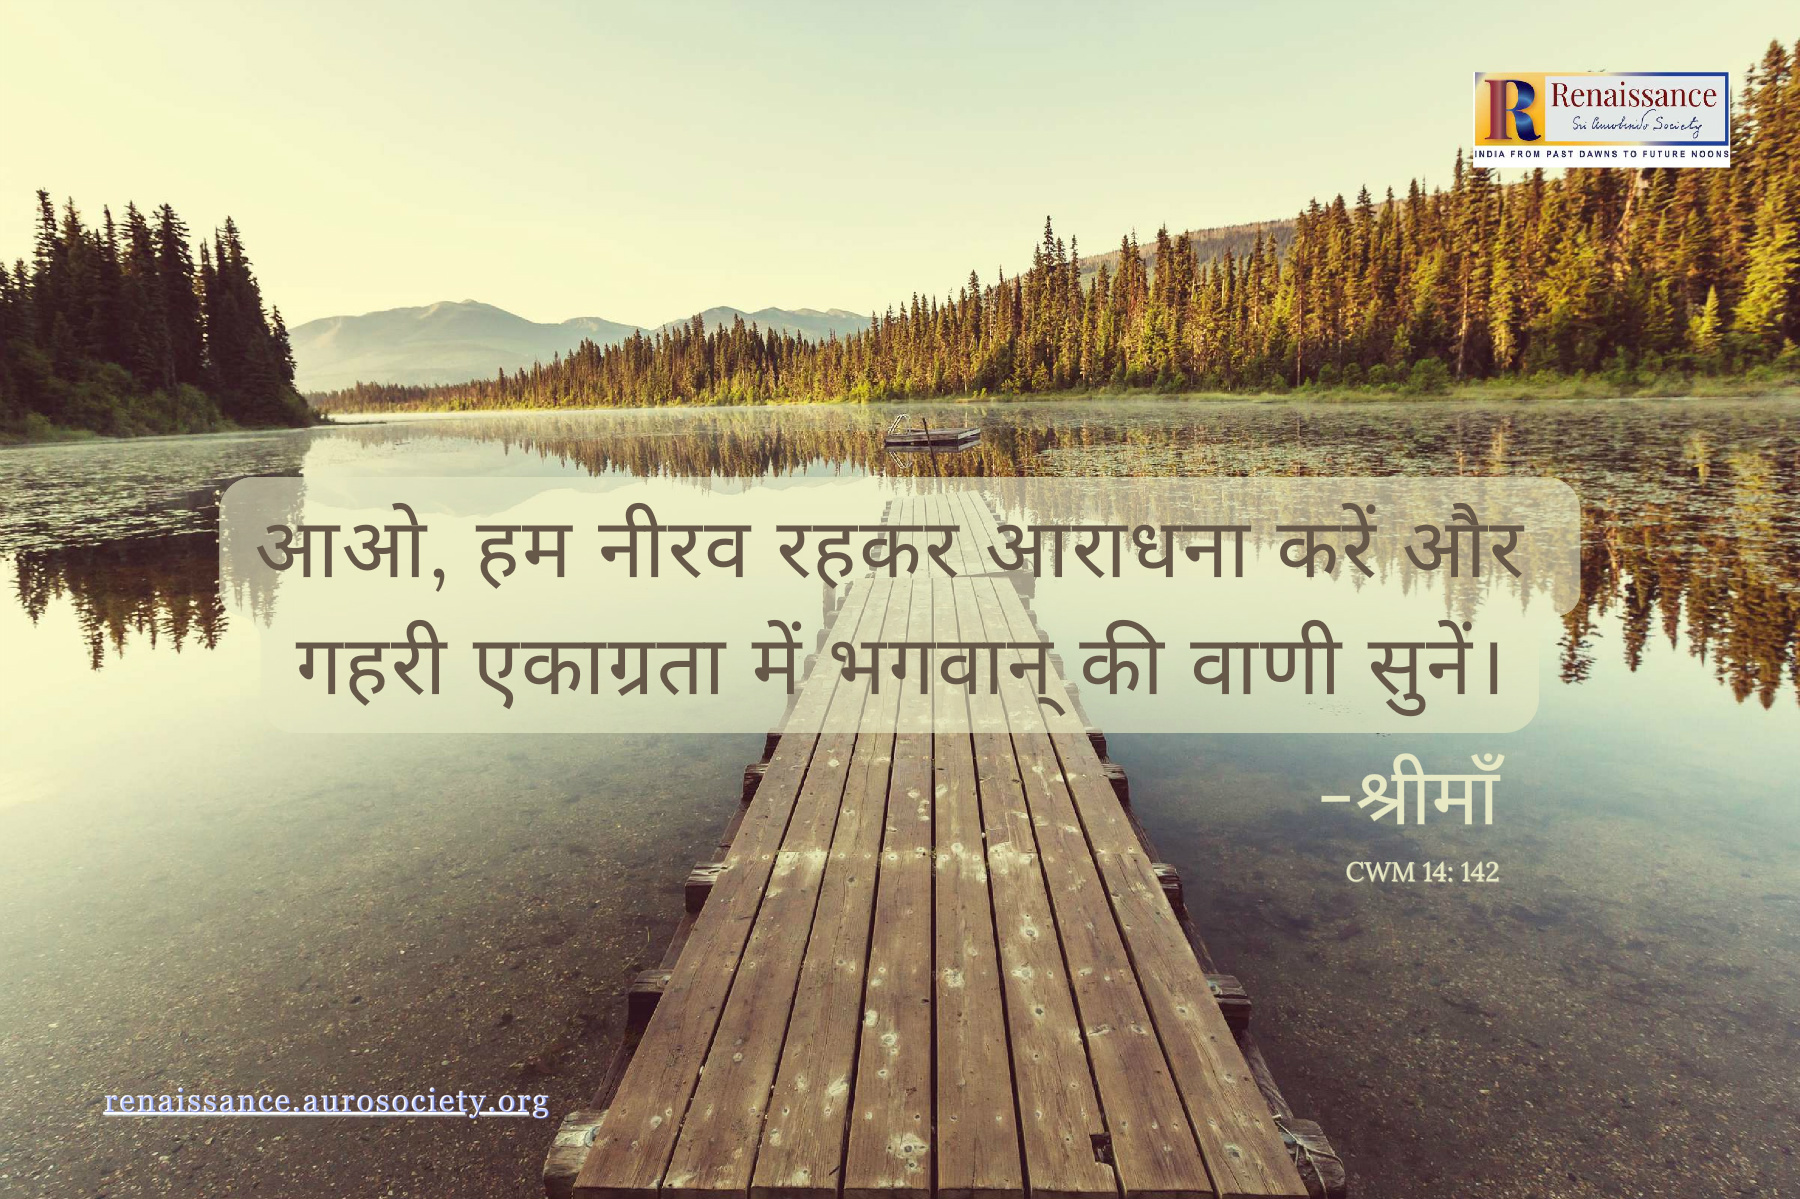 Renaissance
Sri Aurobindo Society
INDIA FROM PAST DAWNS TO FUTURE NOONS
आओ, हम नीरव रहकर आराधना करें और
गहरी एकाग्रता में भगवान् की वाणी सुनें।
-श्रीमाँ
CWM 14: 142
renaissance.aurosociety.org